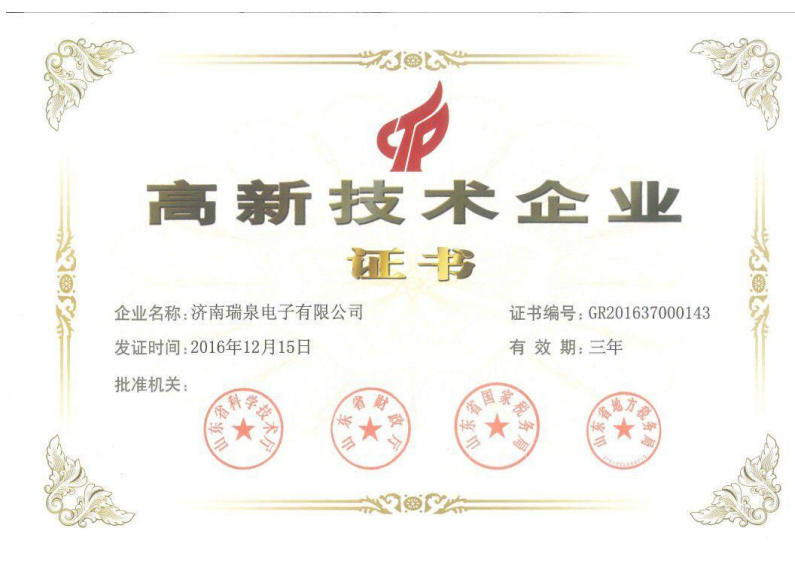 高新技术企业
证书
企业名称:济南瑞泉电子有限公司
证书编号:GR201637000143
发证时间:2016年12月15日
有效期:三年
批准机关:
山东省科学技术厅
山东省财政厅
山东省国家税务局
山东省地方税务局